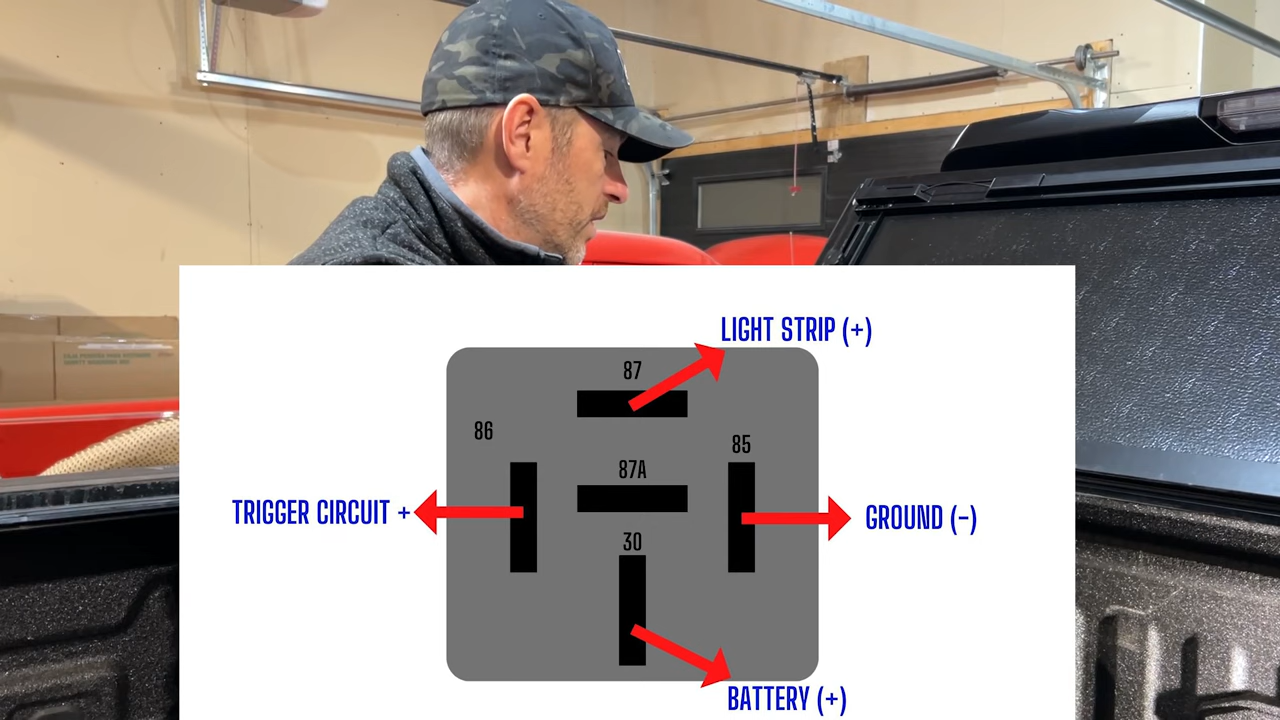 LIGHT STRIP (+)
87
86
85
87A
TRIGGER CIRCUIT +
GROUND (-)
30
BATTERY (+)